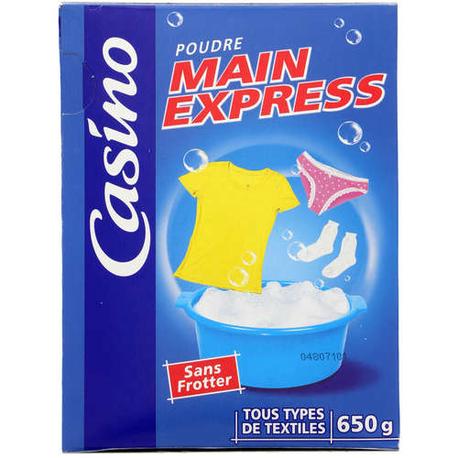 Casino
POUDRE
MAIN
EXPRESS
Sans
Frotter
TOUS TYPES
DE TEXTILES
650g